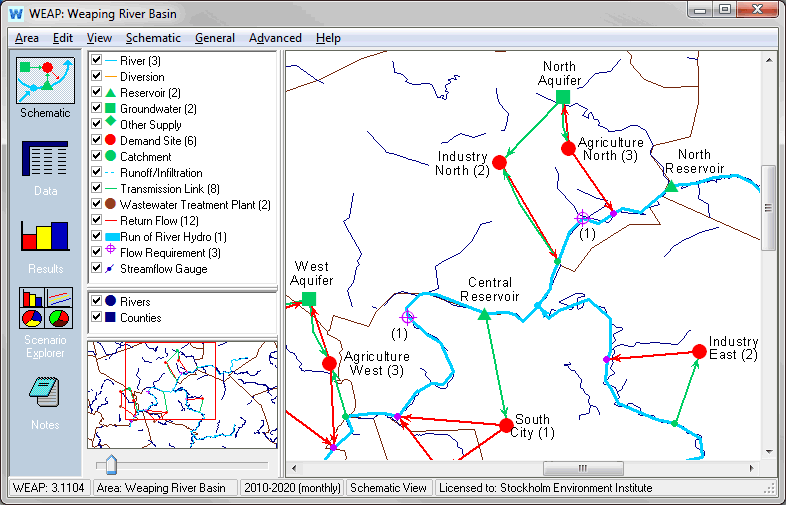 WEAP: Weaping River Basin
Area Edit View Schematic General Advanced Help
Schematic
Data
Results
Scenario
Explorer
Notes
River (3)
Diversion
Reservoir (2)
Groundwater (2)
Other Supply
Demand Site (6)
Catchment
Runoff/Infiltration
Transmission Link (8)
Wastewater Treatment Plant (2)
Return Flow (12)
Run of River Hydro (1)
Flow Requirement (3)
Streamflow Gauge
Rivers
Counties
North
Aquifer
Industry
North (2)
Agriculture
North (3)
North
Reservoir
(1)
West
Aquifer
Central
Reservoir
(1)
Agriculture
West (3)
Industry
East (2)
South
City (1)
WEAP: 3.1104
Area: Weaping River Basin
2010-2020 (monthly)
Schematic View
Licensed to: Stockholm Environment Institute